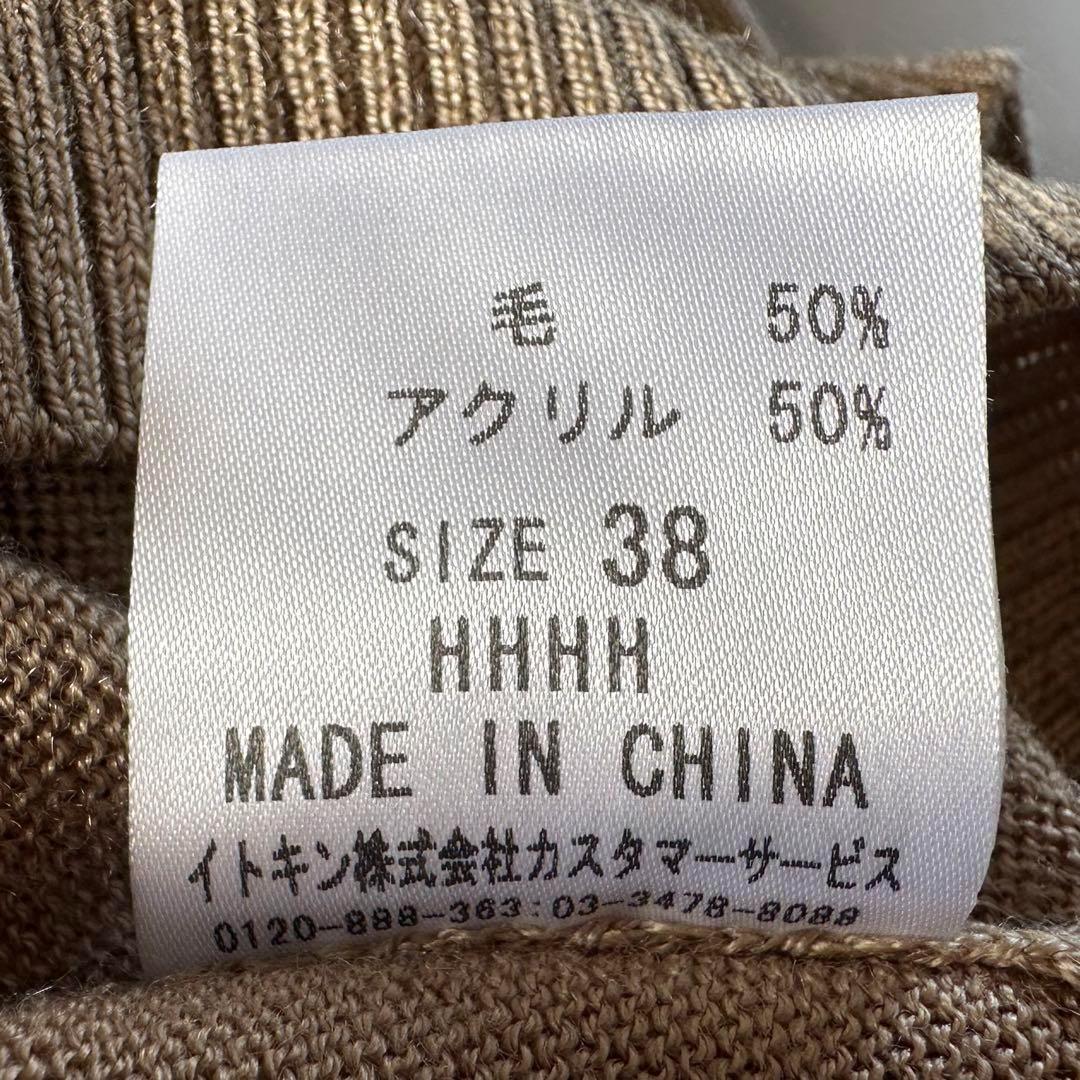 毛 50%
アクリル 50%
SIZE 38
HHHH
MADE IN CHINA
イトキン株式会社カスタマーサービス
0120-888-363:03-3478-8088